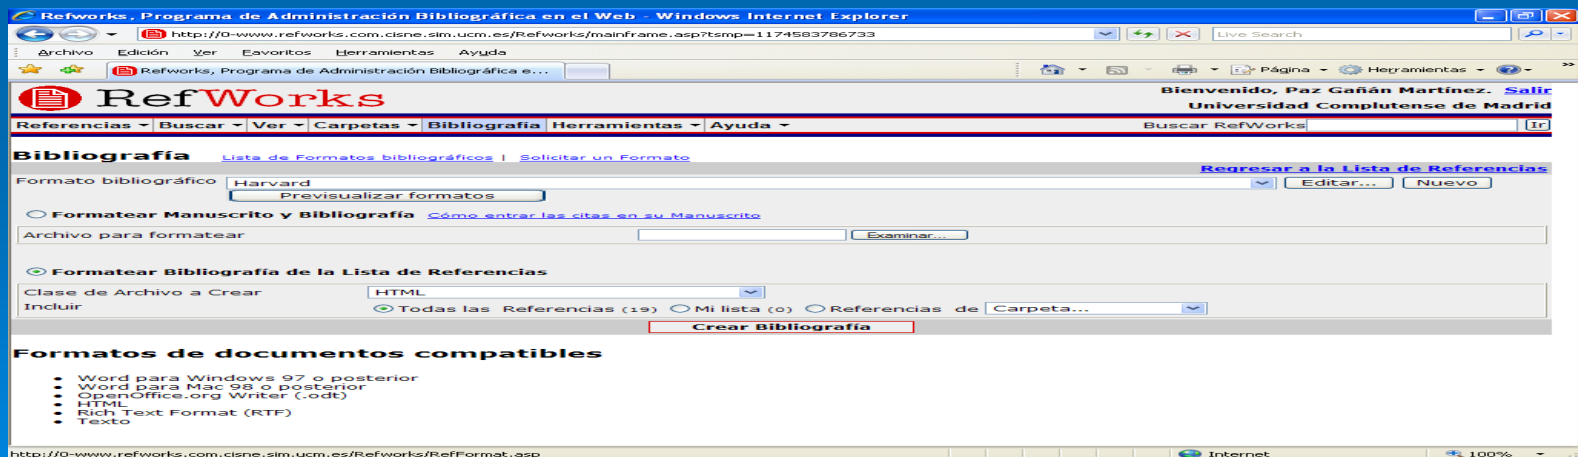 Refworks, Programa de Administración Bibliográfica en el Web - Windows Internet Explorer
http://0-www.refworks.com.cisne.sim.ucm.es/Refworks/mainframe.asp?tsmp=1174583786733 Live Search
Archivo Edición Ver Favoritos Herramientas Ayuda
Refworks, Programa de Administración Bibliográfica e... Página Herramientas »
RefWorks
Bienvenido, Paz Gañán Martínez. Salir
Universidad Complutense de Madrid
Referencias Buscar Ver Carpetas Bibliografía Herramientas Ayuda Buscar RefWorks Ir
Bibliografía Lista de Formatos bibliográficos | Solicitar un Formato
Regresar a la Lista de Referencias
Formato bibliográfico Harvard Editar... Nuevo
Previsualizar formatos
Formatear Manuscrito y Bibliografía Cómo entrar las citas en su Manuscrito
Archivo para formatear Examinar...
Formatear Bibliografía de la Lista de Referencias
Clase de Archivo a Crear HTML
Incluir Todas las Referencias (19) Mi lista (0) Referencias de Carpeta...
Crear Bibliografía
Formatos de documentos compatibles
• Word para Windows 97 o posterior
• Word para Mac 98 o posterior
• OpenOffice.org Writer (.odt)
• HTML
• Rich Text Format (RTF)
• Texto
http://0-www.refworks.com.cisne.sim.ucm.es/Refworks/RefFormat.asp Internet 100%